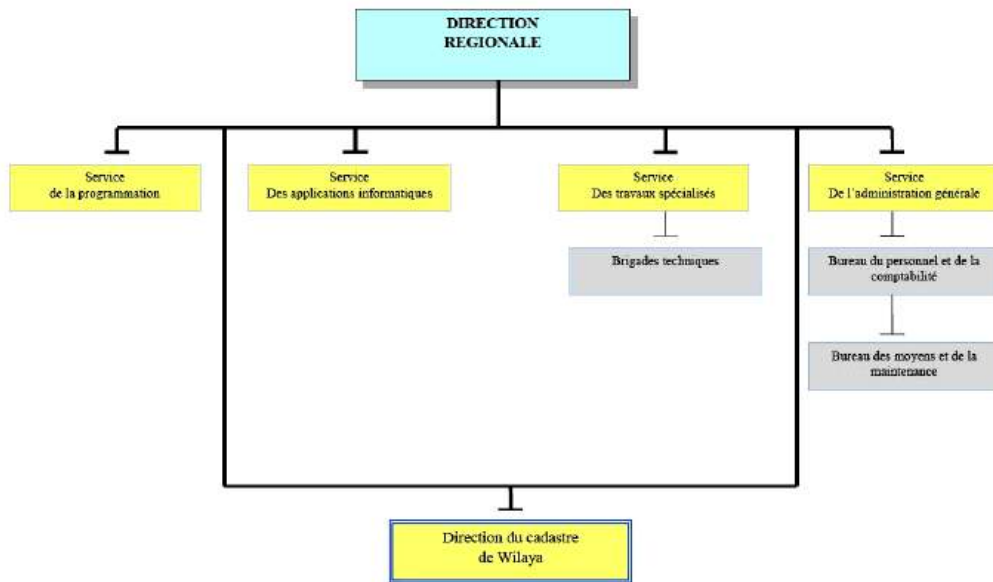 DIRECTION
REGIONALE
Service
de la programmation
Service
Des applications informatiques
Service
Des travaux spécialisés
Service
De l'administration générale
Brigades techniques
Bureau du personnel et de la
comptabilité
Bureau des moyens et de la
maintenance
Direction du cadastre
de Wilaya